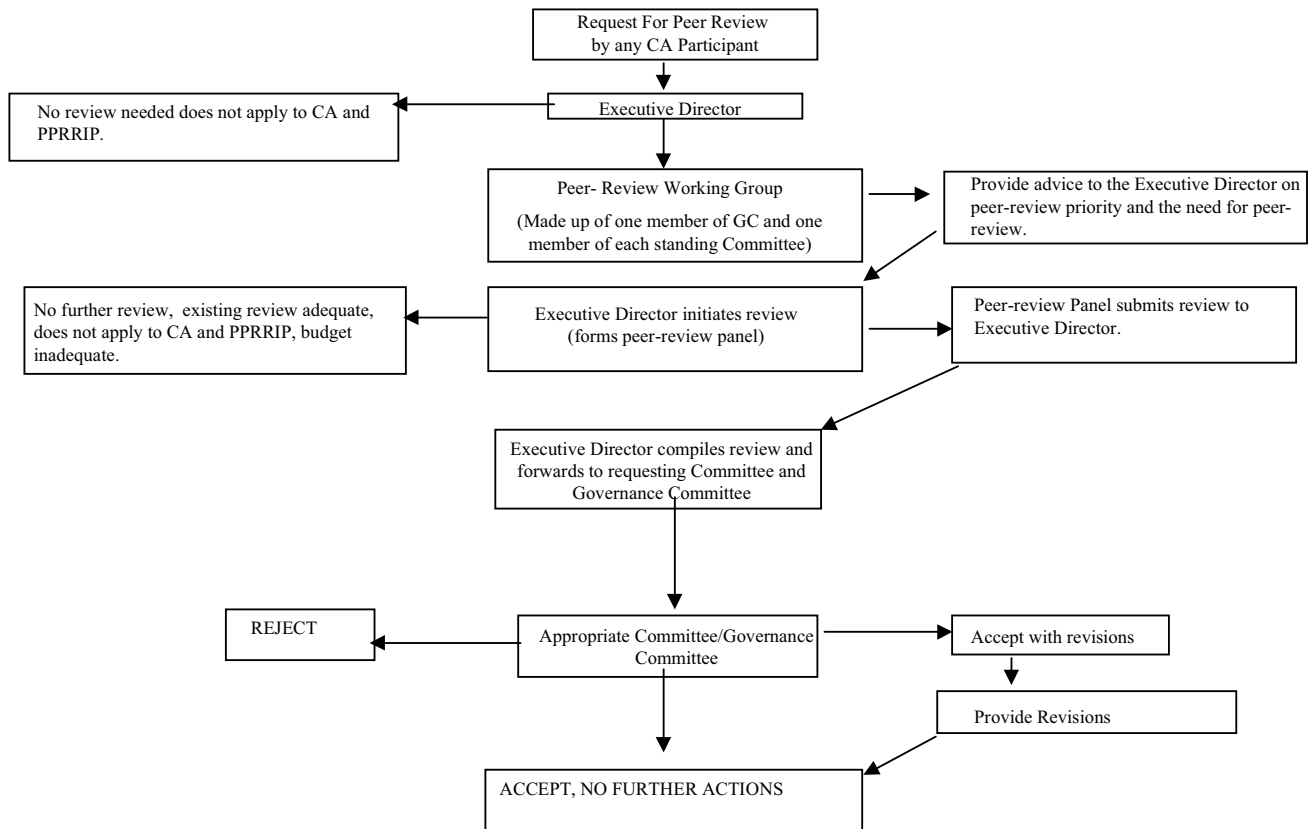 Request For Peer Review
by any CA Participant
Executive Director
No review needed does not apply to CA and
PPRRIP.
Peer- Review Working Group
(Made up of one member of GC and one
member of each standing Committee)
Provide advice to the Executive Director on
peer-review priority and the need for peer-
review.
No further review, existing review adequate,
does not apply to CA and PPRRIP, budget
inadequate.
Executive Director initiates review
(forms peer-review panel)
Peer-review Panel submits review to
Executive Director.
Executive Director compiles review and
forwards to requesting Committee and
Governance Committee
REJECT
Appropriate Committee/Governance
Committee
Accept with revisions
Provide Revisions
ACCEPT, NO FURTHER ACTIONS